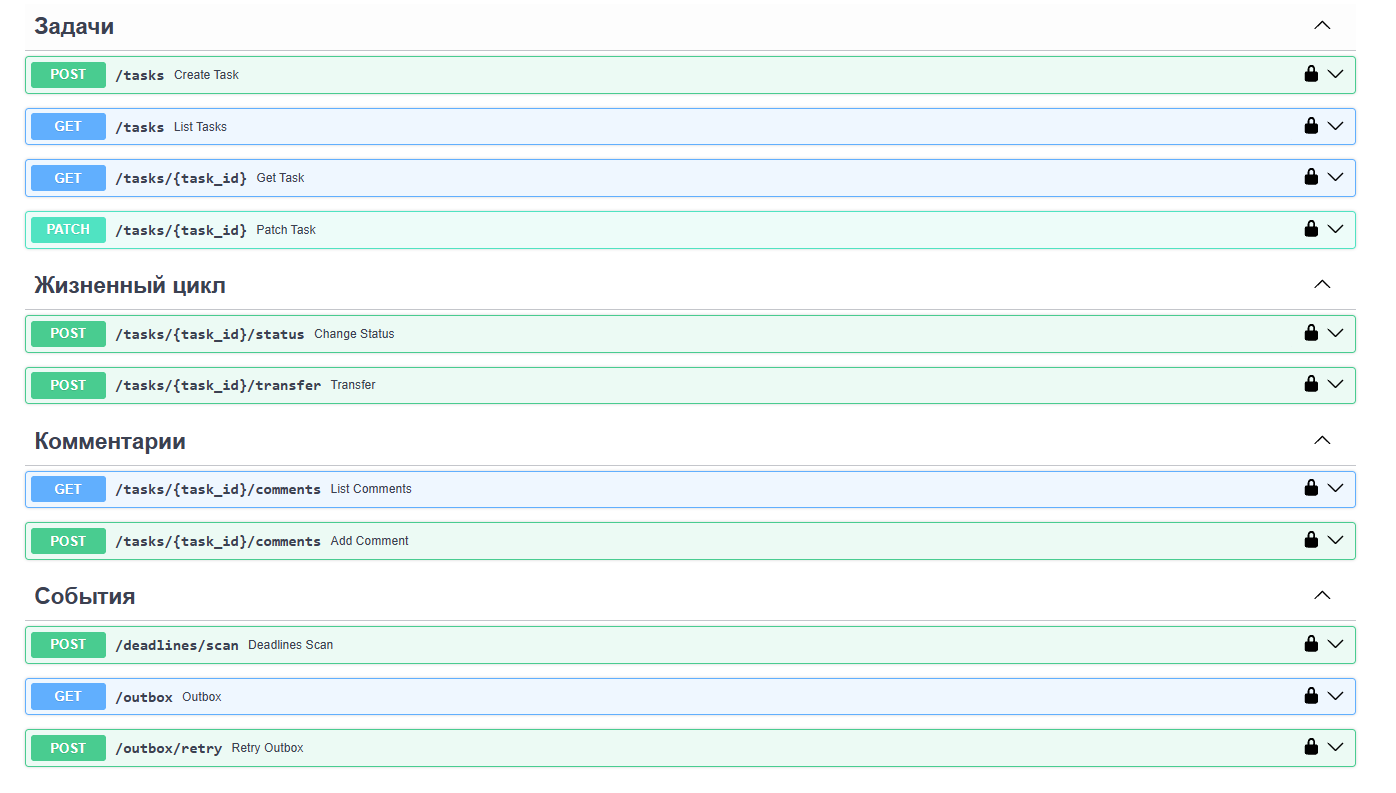 Задачи
POST /tasks Create Task
GET /tasks List Tasks
GET /tasks/{task_id} Get Task
PATCH /tasks/{task_id} Patch Task
Жизненный цикл
POST /tasks/{task_id}/status Change Status
POST /tasks/{task_id}/transfer Transfer
Комментарии
GET /tasks/{task_id}/comments List Comments
POST /tasks/{task_id}/comments Add Comment
События
POST /deadlines/scan Deadlines Scan
GET /outbox Outbox
POST /outbox/retry Retry Outbox